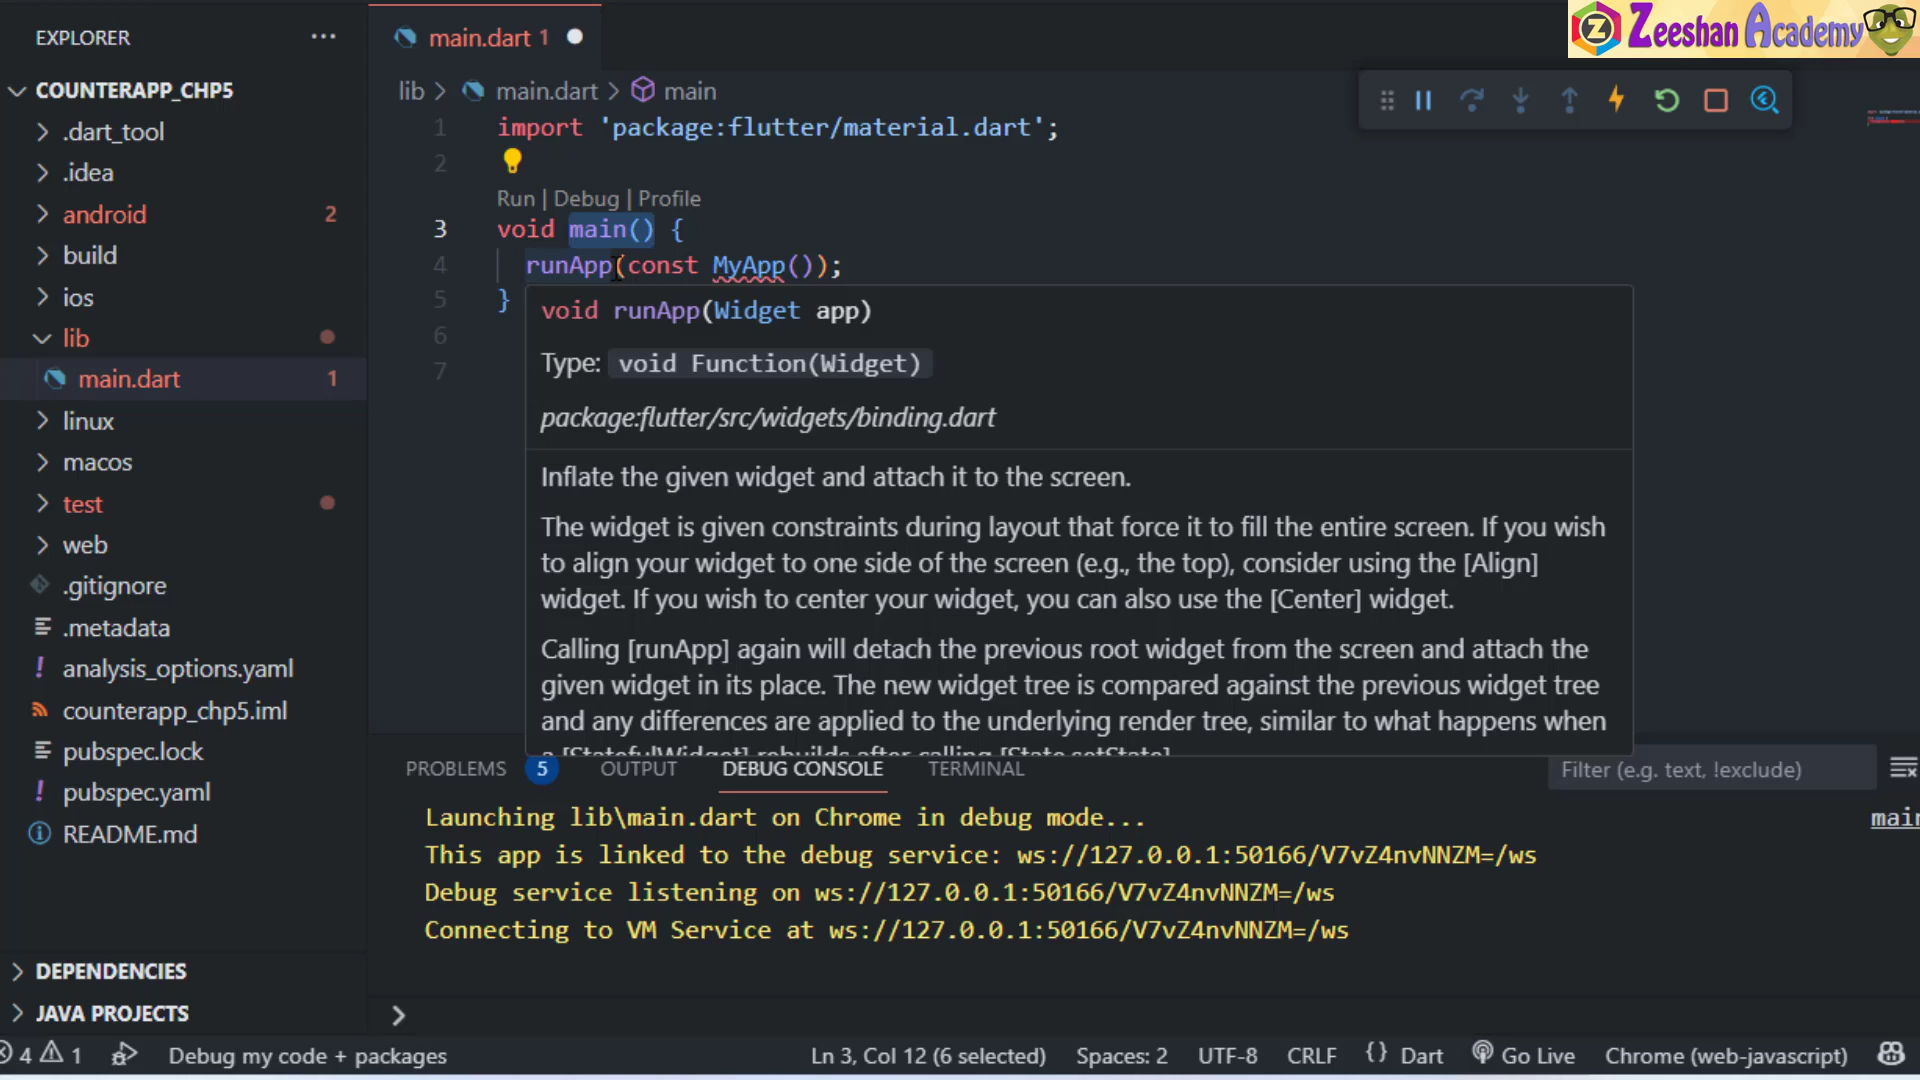 Zeeshan Academy
EXPLORER
COUNTERAPP_CHP5
.dart_tool
.idea
android 2
build
ios
lib
main.dart 1
linux
macos
test
web
.gitignore
.metadata
analysis_options.yaml
counterapp_chp5.iml
pubspec.lock
pubspec.yaml
README.md
DEPENDENCIES
JAVA PROJECTS
main.dart 1
lib > main.dart > main
1 import 'package:flutter/material.dart';
2
Run | Debug | Profile
3 void main() {
4 runApp(const MyApp());
5 }
6
7
void runApp(Widget app)
Type: void Function(Widget)
package:flutter/src/widgets/binding.dart
Inflate the given widget and attach it to the screen.
The widget is given constraints during layout that force it to fill the entire screen. If you wish
to align your widget to one side of the screen (e.g., the top), consider using the [Align]
widget. If you wish to center your widget, you can also use the [Center] widget.
Calling [runApp] again will detach the previous root widget from the screen and attach the
given widget in its place. The new widget tree is compared against the previous widget tree
and any differences are applied to the underlying render tree, similar to what happens when
a [StatefulWidget] rebuilds after calling [State.setState].
PROBLEMS 5 OUTPUT DEBUG CONSOLE TERMINAL
Filter (e.g. text, !exclude)
Launching lib\main.dart on Chrome in debug mode...
main
This app is linked to the debug service: ws://127.0.0.1:50166/V7vZ4nvNNZM=/ws
Debug service listening on ws://127.0.0.1:50166/V7vZ4nvNNZM=/ws
Connecting to VM Service at ws://127.0.0.1:50166/V7vZ4nvNNZM=/ws
4 1 Debug my code + packages Ln 3, Col 12 (6 selected) Spaces: 2 UTF-8 CRLF {} Dart Go Live Chrome (web-javascript)